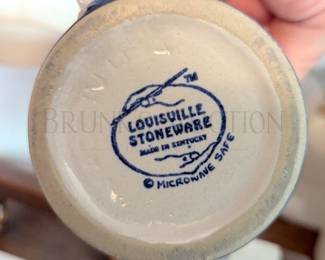 TM
LOUISVILLE
STONEWARE
MADE IN KENTUCKY
© MICROWAVE SAFE